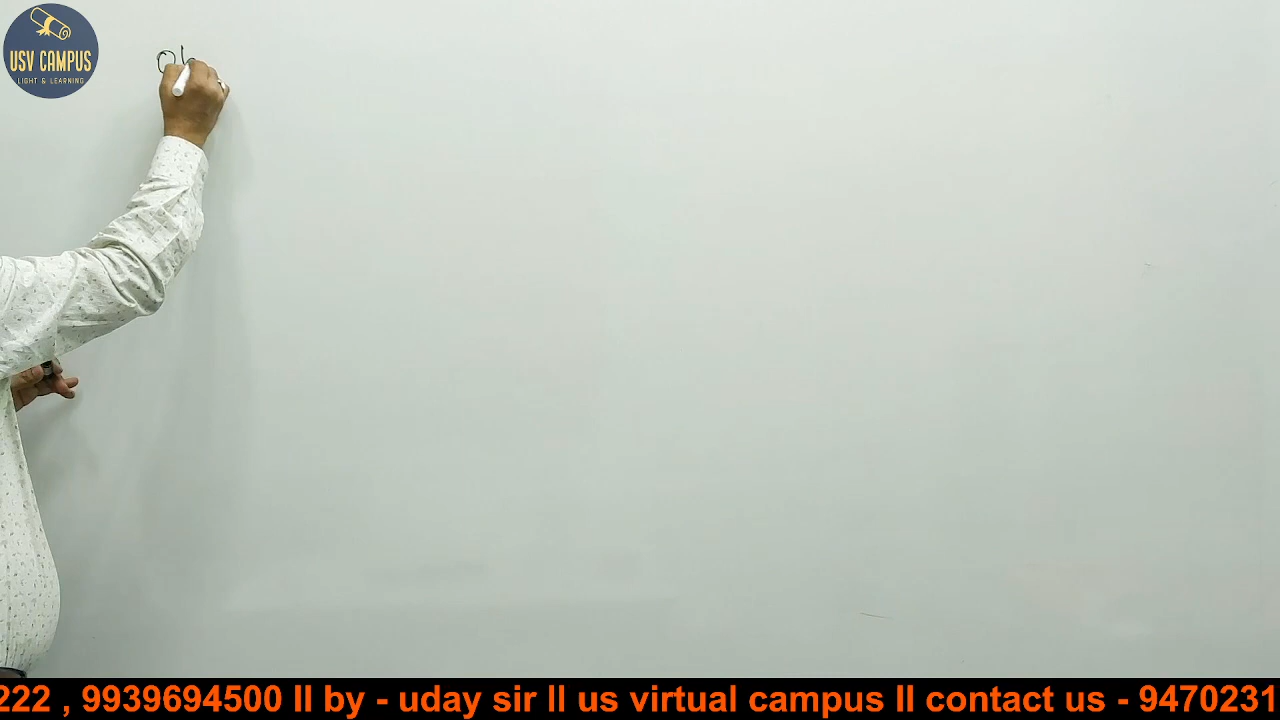 USV CAMPUS
LIGHT & LEARNING
222 , 9939694500 II by - uday sir II us virtual campus II contact us - 9470231